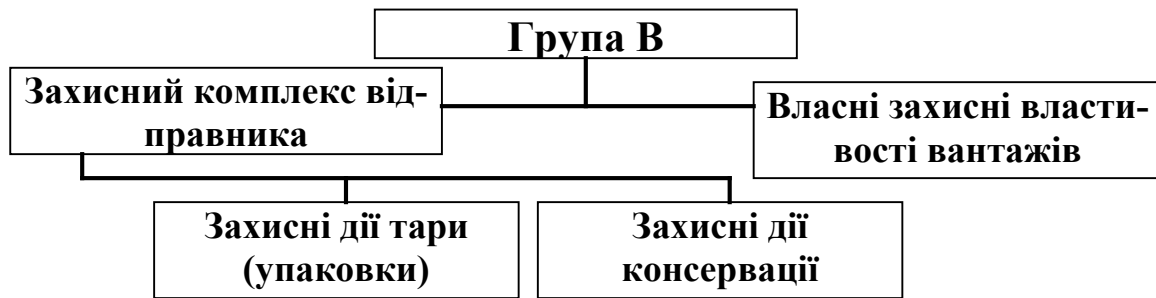 Група В
Захисний комплекс від-
правника
Власні захисні власти-
вості вантажів
Захисні дії тари
(упаковки)
Захисні дії
консервації